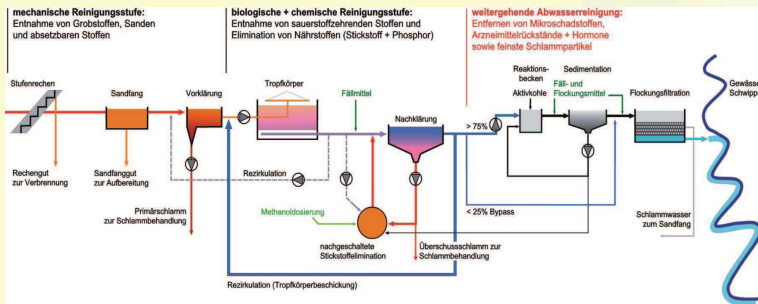 mechanische Reinigungsstufe:
Entnahme von Grobstoffen, Sanden
und absetzbaren Stoffen
biologische + chemische Reinigungsstufe:
Entnahme von sauerstoffzehrenden Stoffen und
Elimination von Nährstoffen (Stickstoff + Phosphor)
weitergehende Abwasserreinigung:
Entfernen von Mikroschadstoffen,
Arzneimittelrückstände + Hormone
sowie feinste Schlammpartikel
Stufenrechen
Sandfang
Vorklärung
Tropfkörper
Fällmittel
Nachklärung
> 75%
Reaktions-
becken
Aktivkohle
Sedimentation
Fäll- und
Flockungsmittel
Flockungsfiltration
Gewässe
Schwipp
Rechengut
zur Verbrennung
Sandfanggut
zur Aufbereitung
Primärschlamm
zur Schlammbehandlung
Rezirkulation
Methanoldosierung
nachgeschaltete
Stickstoffelimination
Überschussschlamm zur
Schlammbehandlung
< 25% Bypass
Schlammwasser
zum Sandfang
Rezirkulation (Tropfkörperbeschickung)